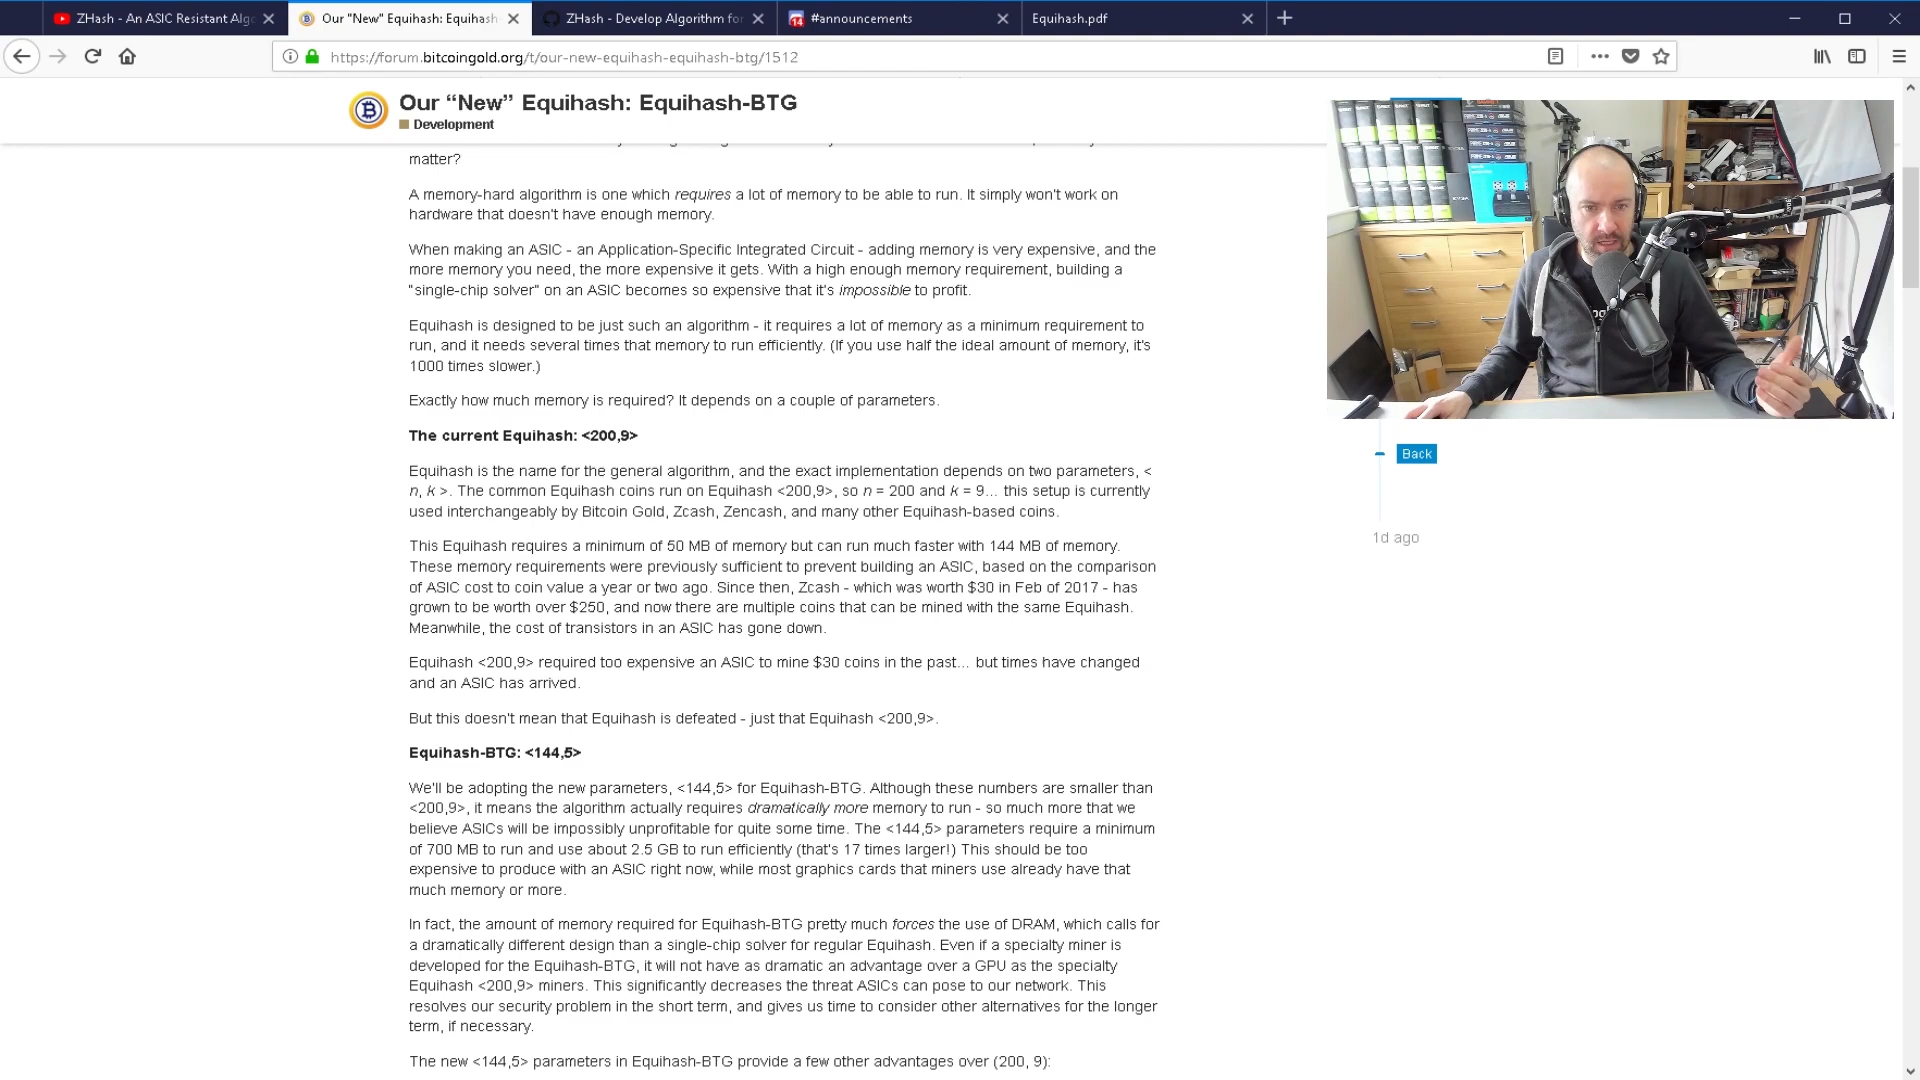 ZHash - An ASIC Resistant Algo
Our "New" Equihash: Equihash-
ZHash - Develop Algorithm for
14
#announcements
Equihash.pdf
https://forum.bitcoingold.org/t/our-new-equihash-equihash-btg/1512
Our “New” Equihash: Equihash-BTG
Development
matter?
A memory-hard algorithm is one which requires a lot of memory to be able to run. It simply won't work on
hardware that doesn't have enough memory.
When making an ASIC - an Application-Specific Integrated Circuit - adding memory is very expensive, and the
more memory you need, the more expensive it gets. With a high enough memory requirement, building a
"single-chip solver" on an ASIC becomes so expensive that it's impossible to profit.
Equihash is designed to be just such an algorithm - it requires a lot of memory as a minimum requirement to
run, and it needs several times that memory to run efficiently. (If you use half the ideal amount of memory, it's
1000 times slower.)
Exactly how much memory is required? It depends on a couple of parameters.
The current Equihash: <200,9>
Equihash is the name for the general algorithm, and the exact implementation depends on two parameters, <
n, k >. The common Equihash coins run on Equihash <200,9>, so n = 200 and k = 9... this setup is currently
used interchangeably by Bitcoin Gold, Zcash, Zencash, and many other Equihash-based coins.
This Equihash requires a minimum of 50 MB of memory but can run much faster with 144 MB of memory.
These memory requirements were previously sufficient to prevent building an ASIC, based on the comparison
of ASIC cost to coin value a year or two ago. Since then, Zcash - which was worth $30 in Feb of 2017 - has
grown to be worth over $250, and now there are multiple coins that can be mined with the same Equihash.
Meanwhile, the cost of transistors in an ASIC has gone down.
Equihash <200,9> required too expensive an ASIC to mine $30 coins in the past... but times have changed
and an ASIC has arrived.
But this doesn't mean that Equihash is defeated - just that Equihash <200,9>.
Equihash-BTG: <144,5>
We'll be adopting the new parameters, <144,5> for Equihash-BTG. Although these numbers are smaller than
<200,9>, it means the algorithm actually requires dramatically more memory to run - so much more that we
believe ASICs will be impossibly unprofitable for quite some time. The <144,5> parameters require a minimum
of 700 MB to run and use about 2.5 GB to run efficiently (that's 17 times larger!) This should be too
expensive to produce with an ASIC right now, while most graphics cards that miners use already have that
much memory or more.
In fact, the amount of memory required for Equihash-BTG pretty much forces the use of DRAM, which calls for
a dramatically different design than a single-chip solver for regular Equihash. Even if a specialty miner is
developed for the Equihash-BTG, it will not have as dramatic an advantage over a GPU as the specialty
Equihash <200,9> miners. This significantly decreases the threat ASICs can pose to our network. This
resolves our security problem in the short term, and gives us time to consider other alternatives for the longer
term, if necessary.
The new <144,5> parameters in Equihash-BTG provide a few other advantages over (200, 9):
Back
1d ago